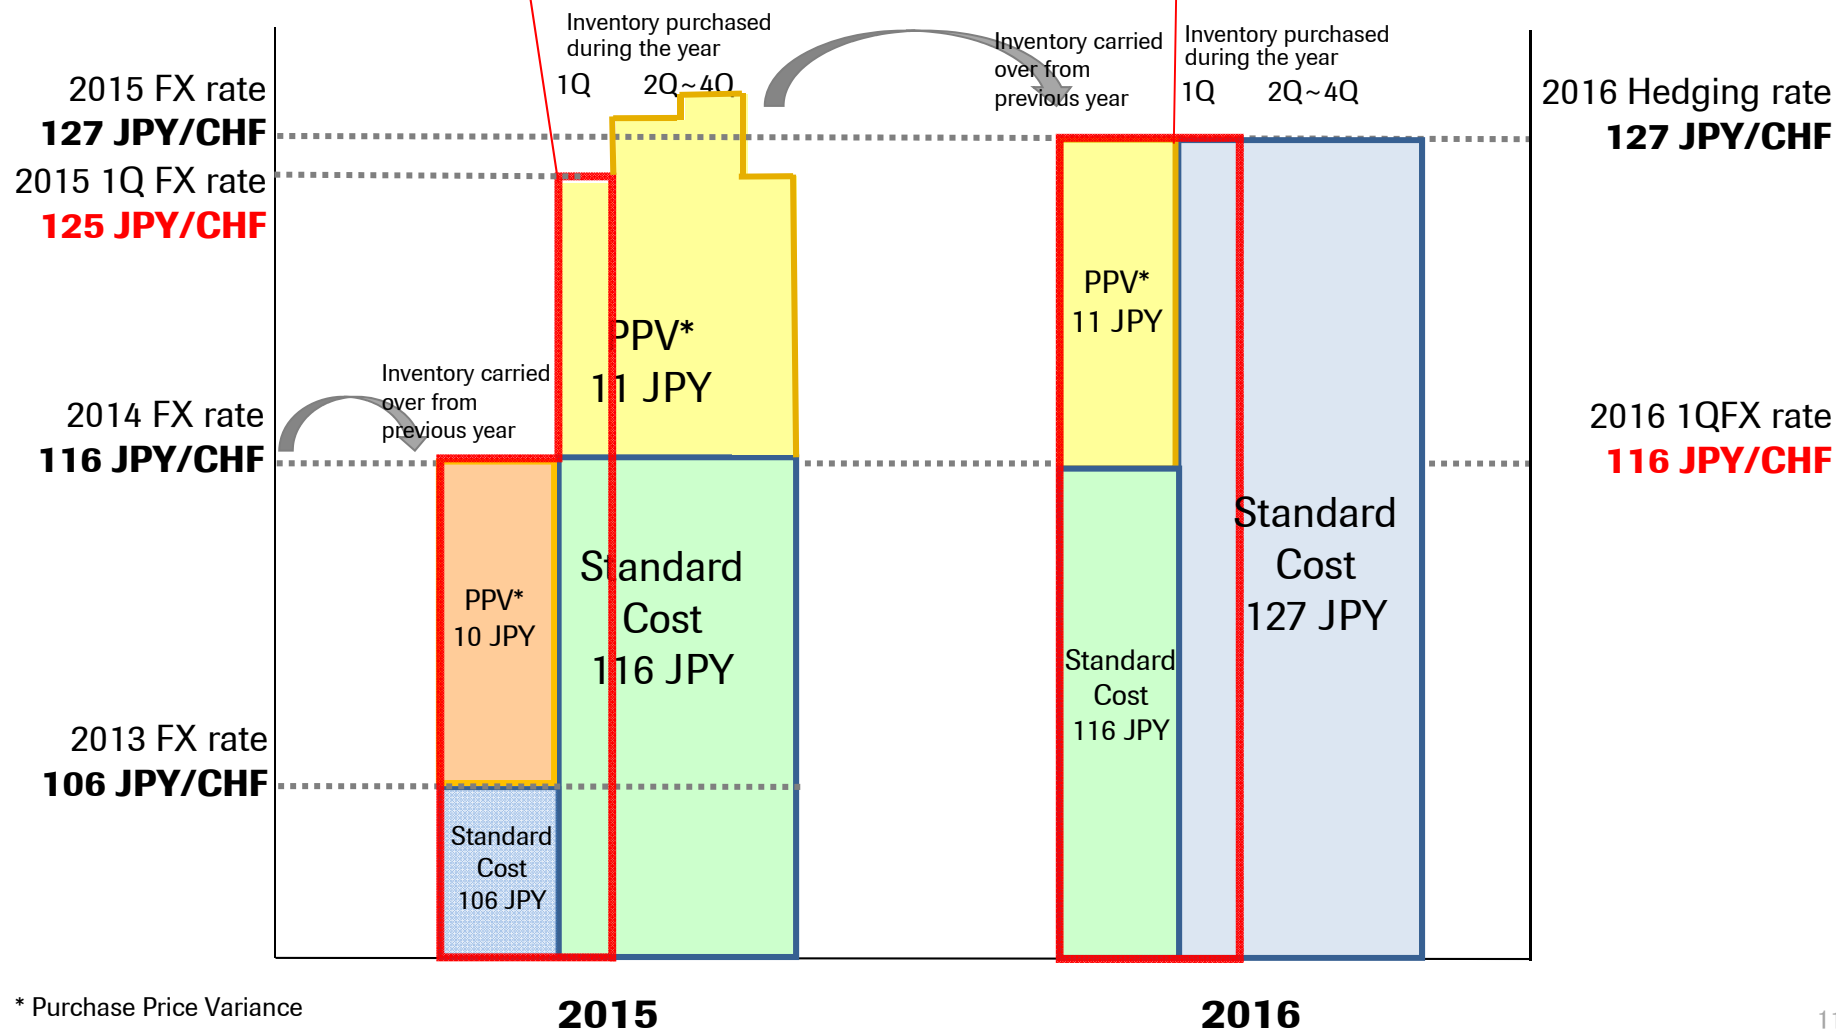 2015 FX rate
127 JPY/CHF
2015 1Q FX rate
125 JPY/CHF
2014 FX rate
116 JPY/CHF
2013 FX rate
106 JPY/CHF
Inventory carried
over from
previous year
PPV*
10 JPY
Standard
Cost
106 JPY
Inventory purchased
during the year
1Q 2Q~4Q
PPV*
11 JPY
Standard
Cost
116 JPY
Inventory carried
over from
previous year
Inventory purchased
during the year
1Q 2Q~4Q
PPV*
11 JPY
Standard
Cost
116 JPY
Standard
Cost
127 JPY
2016 Hedging rate
127 JPY/CHF
2016 1QFX rate
116 JPY/CHF
* Purchase Price Variance
2015
2016